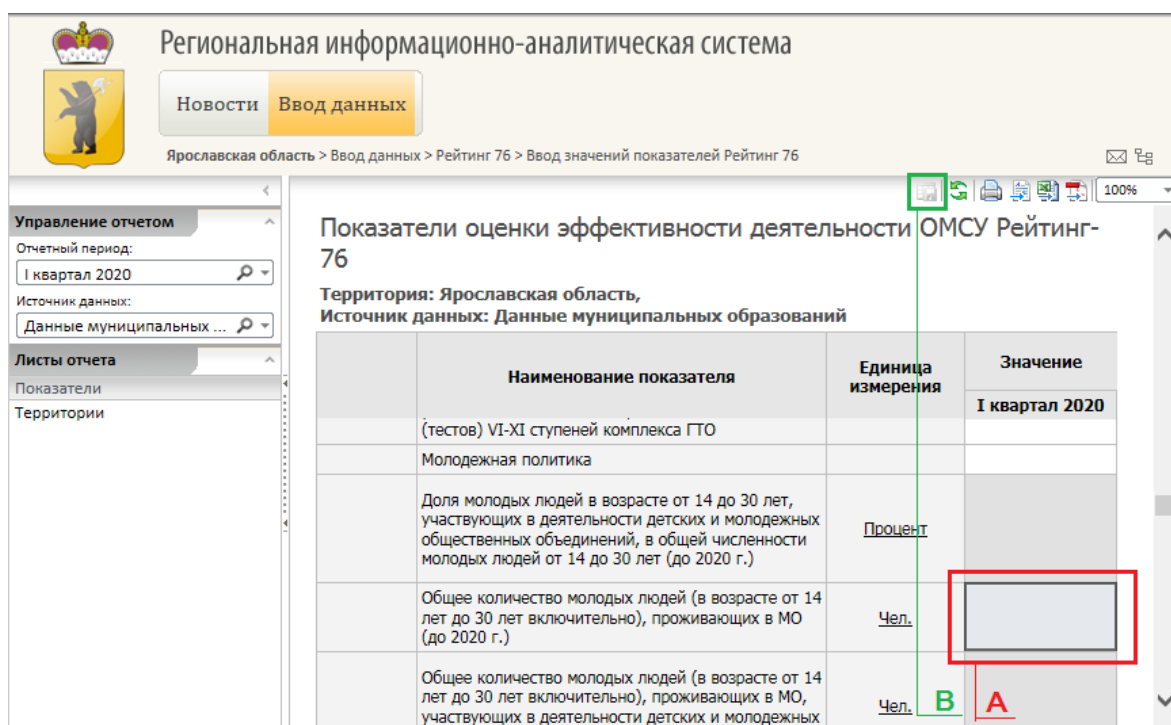 Региональная информационно-аналитическая система
Новости
Ввод данных
Ярославская область > Ввод данных > Рейтинг 76 > Ввод значений показателей Рейтинг 76
100%
Управление отчетом
Отчетный период:
I квартал 2020
Источник данных:
Данные муниципальных ...
Листы отчета
Показатели
Территории
Показатели оценки эффективности деятельности ОМСУ Рейтинг-
76
Территория: Ярославская область,
Источник данных: Данные муниципальных образований
Наименование показателя
Единица
измерения
Значение
I квартал 2020
(тестов) VI-XI ступеней комплекса ГТО
Молодежная политика
Доля молодых людей в возрасте от 14 до 30 лет,
участвующих в деятельности детских и молодежных
общественных объединений, в общей численности
молодых людей от 14 до 30 лет (до 2020 г.)
Процент
Общее количество молодых людей (в возрасте от 14
лет до 30 лет включительно), проживающих в МО
(до 2020 г.)
Чел.
Общее количество молодых людей (в возрасте от 14
лет до 30 лет включительно), проживающих в МО,
участвующих в деятельности детских и молодежных
Чел.
B
A